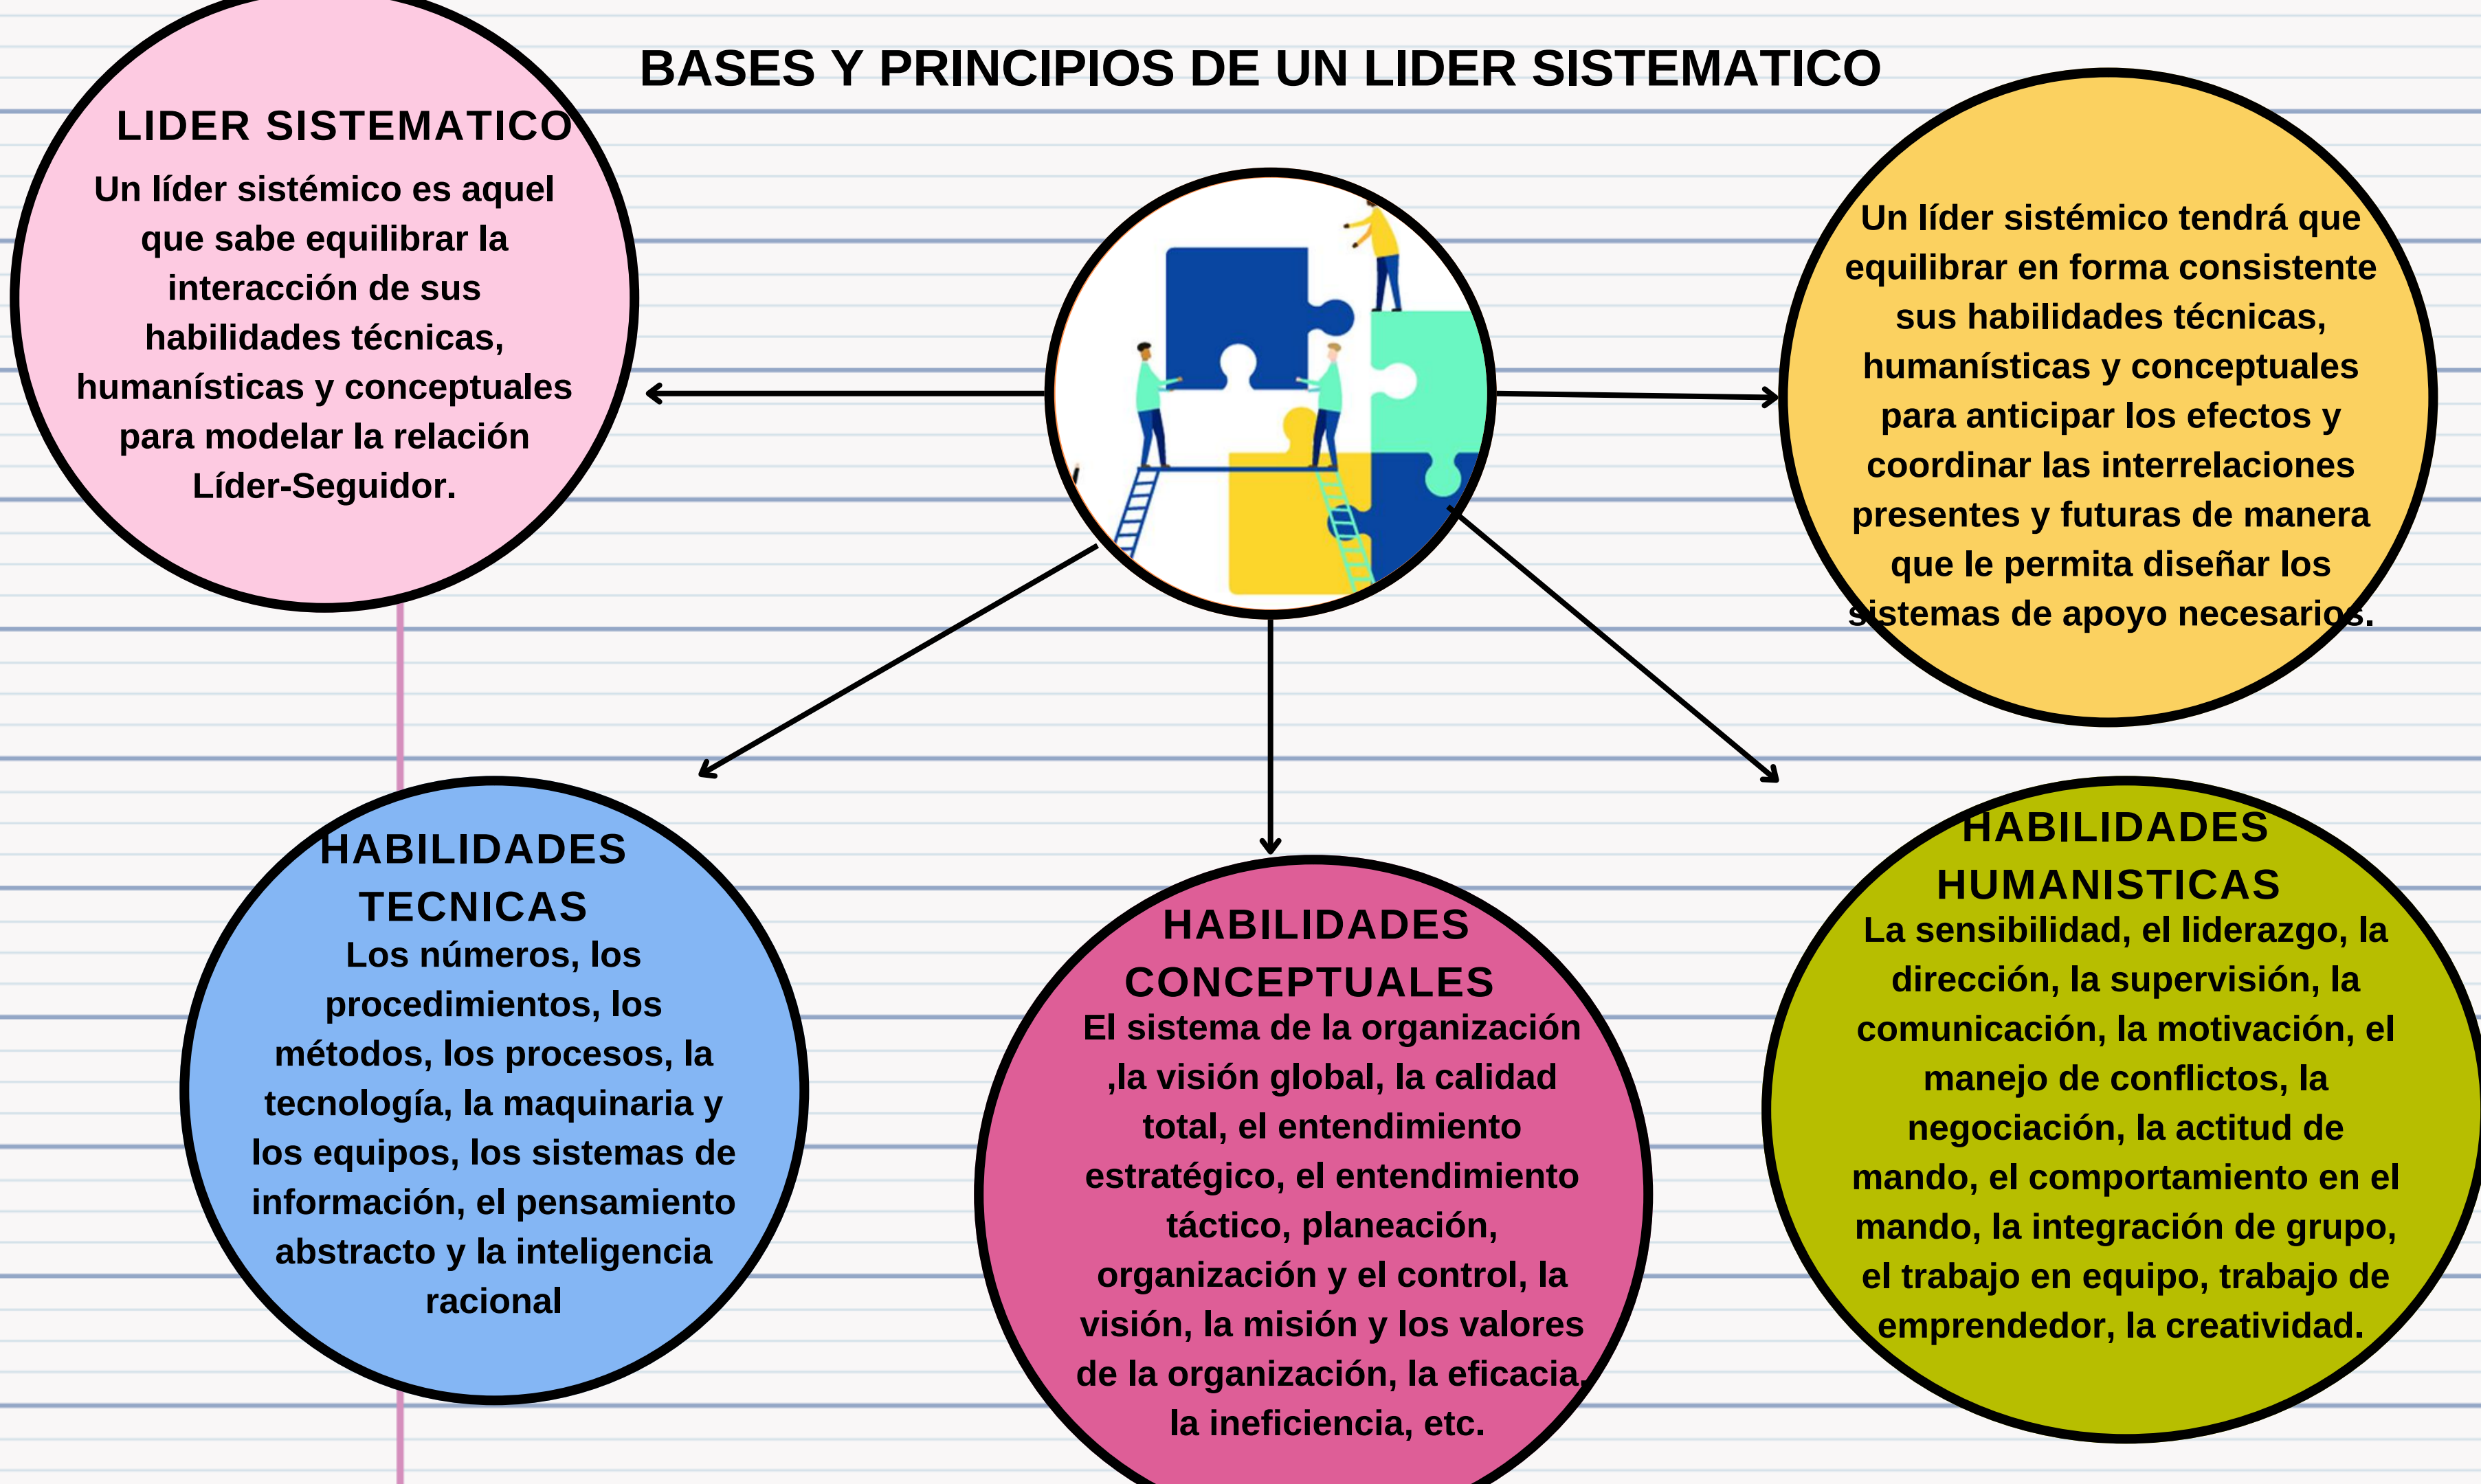 BASES Y PRINCIPIOS DE UN LIDER SISTEMATICO
LIDER SISTEMATICO
Un líder sistémico es aquel
que sabe equilibrar la
interacción de sus
habilidades técnicas,
humanísticas y conceptuales
para modelar la relación
Líder-Seguidor.
Un líder sistémico tendrá que
equilibrar en forma consistente
sus habilidades técnicas,
humanísticas y conceptuales
para anticipar los efectos y
coordinar las interrelaciones
presentes y futuras de manera
que le permita diseñar los
sistemas de apoyo necesarios.
HABILIDADES
TECNICAS
Los números, los
procedimientos, los
métodos, los procesos, la
tecnología, la maquinaria y
los equipos, los sistemas de
información, el pensamiento
abstracto y la inteligencia
racional
HABILIDADES
CONCEPTUALES
El sistema de la organización
,la visión global, la calidad
total, el entendimiento
estratégico, el entendimiento
táctico, planeación,
organización y el control, la
visión, la misión y los valores
de la organización, la eficacia,
la ineficiencia, etc.
HABILIDADES
HUMANISTICAS
La sensibilidad, el liderazgo, la
dirección, la supervisión, la
comunicación, la motivación, el
manejo de conflictos, la
negociación, la actitud de
mando, el comportamiento en el
mando, la integración de grupo,
el trabajo en equipo, trabajo de
emprendedor, la creatividad.